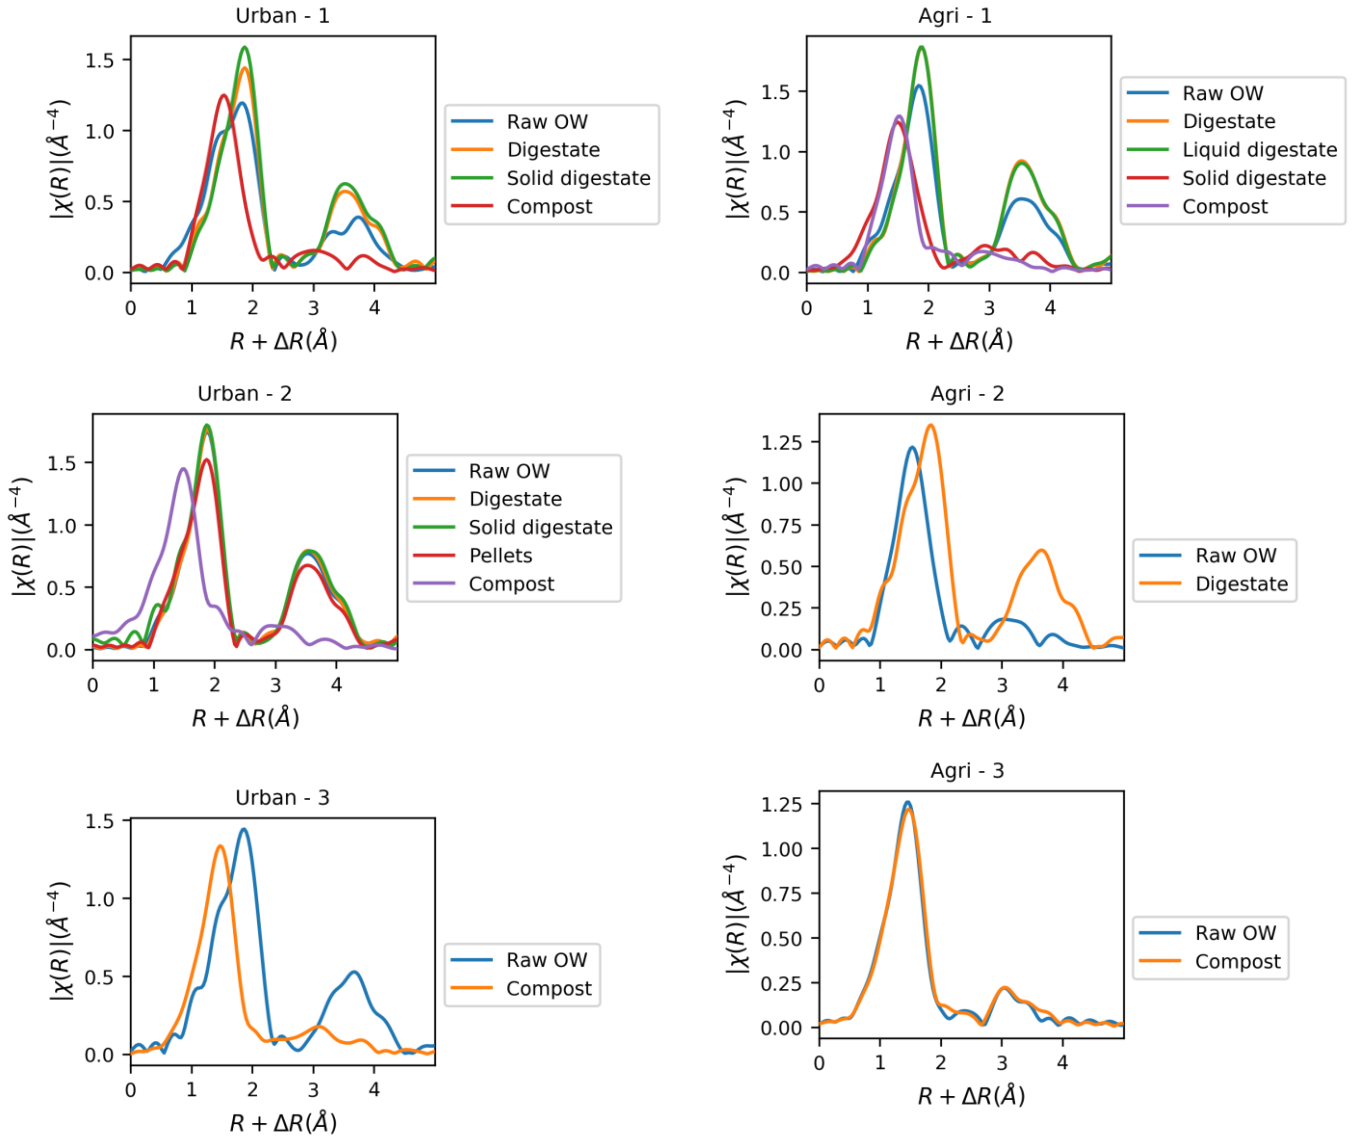 Urban - 1
1.5
1.0
0.5
0.0
|χ(R)|(Å⁻⁴)
0 1 2 3 4
R + ΔR(Å)
Raw OW
Digestate
Solid digestate
Compost
Agri - 1
1.5
1.0
0.5
0.0
|χ(R)|(Å⁻⁴)
0 1 2 3 4
R + ΔR(Å)
Raw OW
Digestate
Liquid digestate
Solid digestate
Compost
Urban - 2
1.5
1.0
0.5
0.0
|χ(R)|(Å⁻⁴)
0 1 2 3 4
R + ΔR(Å)
Raw OW
Digestate
Solid digestate
Pellets
Compost
Agri - 2
1.25
1.00
0.75
0.50
0.25
0.00
|χ(R)|(Å⁻⁴)
0 1 2 3 4
R + ΔR(Å)
Raw OW
Digestate
Urban - 3
1.5
1.0
0.5
0.0
|χ(R)|(Å⁻⁴)
0 1 2 3 4
R + ΔR(Å)
Raw OW
Compost
Agri - 3
1.25
1.00
0.75
0.50
0.25
0.00
|χ(R)|(Å⁻⁴)
0 1 2 3 4
R + ΔR(Å)
Raw OW
Compost